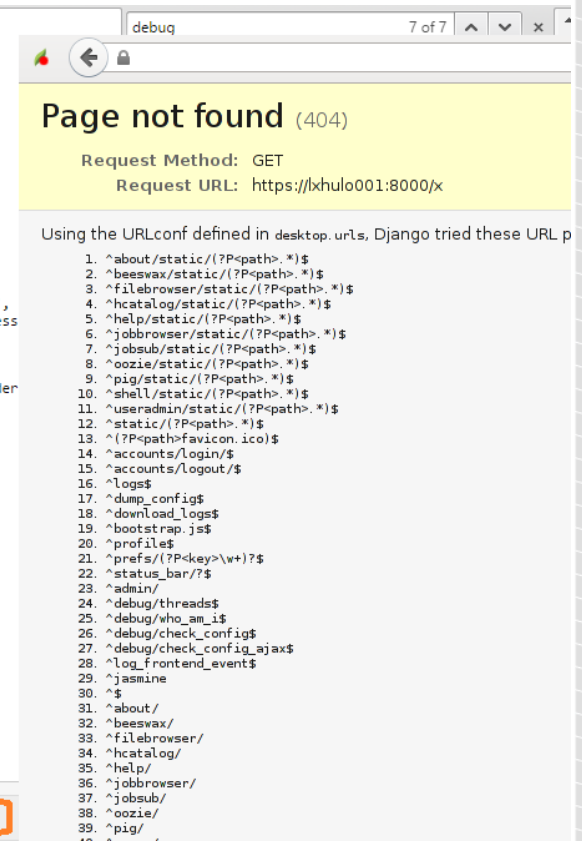 debug
7 of 7
Page not found (404)
Request Method: GET
Request URL: https://lxhulo001:8000/x
Using the URLconf defined in desktop.urls, Django tried these URL p
1. ^about/static/(?P<path>.*)$
2. ^beeswax/static/(?P<path>.*)$
3. ^filebrowser/static/(?P<path>.*)$
4. ^hcatalog/static/(?P<path>.*)$
5. ^help/static/(?P<path>.*)$
6. ^jobbrowser/static/(?P<path>.*)$
7. ^jobsub/static/(?P<path>.*)$
8. ^oozie/static/(?P<path>.*)$
9. ^pig/static/(?P<path>.*)$
10. ^shell/static/(?P<path>.*)$
11. ^useradmin/static/(?P<path>.*)$
12. ^static/(?P<path>.*)$
13. ^(?P<path>favicon.ico)$
14. ^accounts/login/$
15. ^accounts/logout/$
16. ^logs$
17. ^dump_config$
18. ^download_logs$
19. ^bootstrap.js$
20. ^profile$
21. ^prefs/(?P<key>\w+)?$
22. ^status_bar/?$
23. ^admin/
24. ^debug/threads$
25. ^debug/who_am_i$
26. ^debug/check_config$
27. ^debug/check_config_ajax$
28. ^log_frontend_event$
29. ^jasmine
30. ^$
31. ^about/
32. ^beeswax/
33. ^filebrowser/
34. ^hcatalog/
35. ^help/
36. ^jobbrowser/
37. ^jobsub/
38. ^oozie/
39. ^pig/